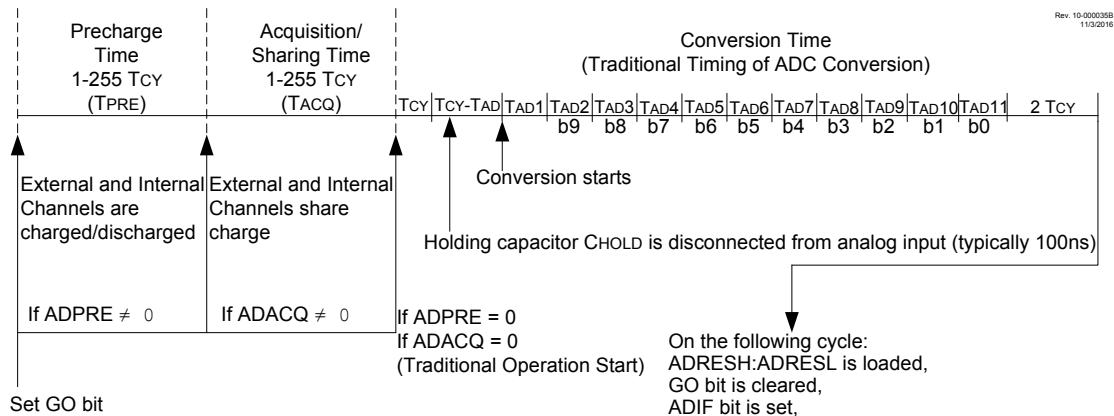 Rev. 10-000035B
11/3/2016
Precharge
Time
1-255 TCY
(TPRE)
Acquisition/
Sharing Time
1-255 TCY
(TACQ)
Conversion Time
(Traditional Timing of ADC Conversion)
TCY TCY-TAD TAD1 TAD2 TAD3 TAD4 TAD5 TAD6 TAD7 TAD8 TAD9 TAD10 TAD11 2 TCY
b9 b8 b7 b6 b5 b4 b3 b2 b1 b0
External and Internal
Channels are
charged/discharged
External and Internal
Channels share
charge
Conversion starts
Holding capacitor CHOLD is disconnected from analog input (typically 100ns)
If ADPRE ≠ 0
If ADACQ ≠ 0
If ADPRE = 0
If ADACQ = 0
(Traditional Operation Start)
Set GO bit
On the following cycle:
ADRESH:ADRESL is loaded,
GO bit is cleared,
ADIF bit is set,